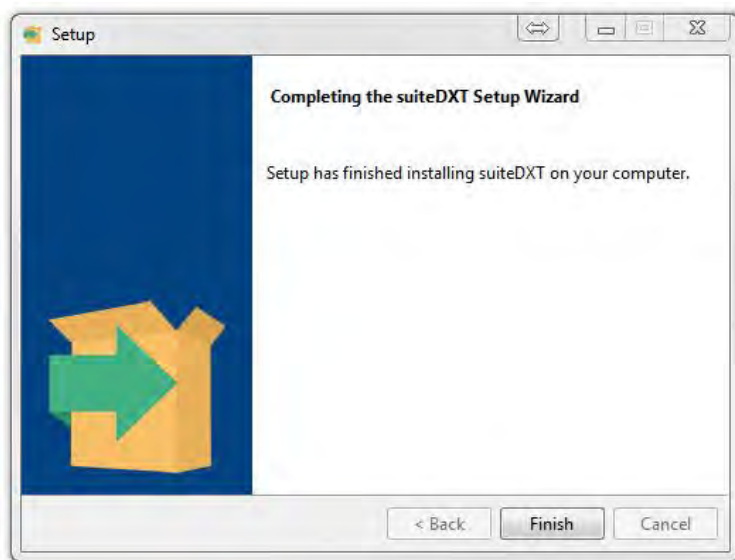 Setup
Completing the suiteDXT Setup Wizard
Setup has finished installing suiteDXT on your computer.
< Back
Finish
Cancel